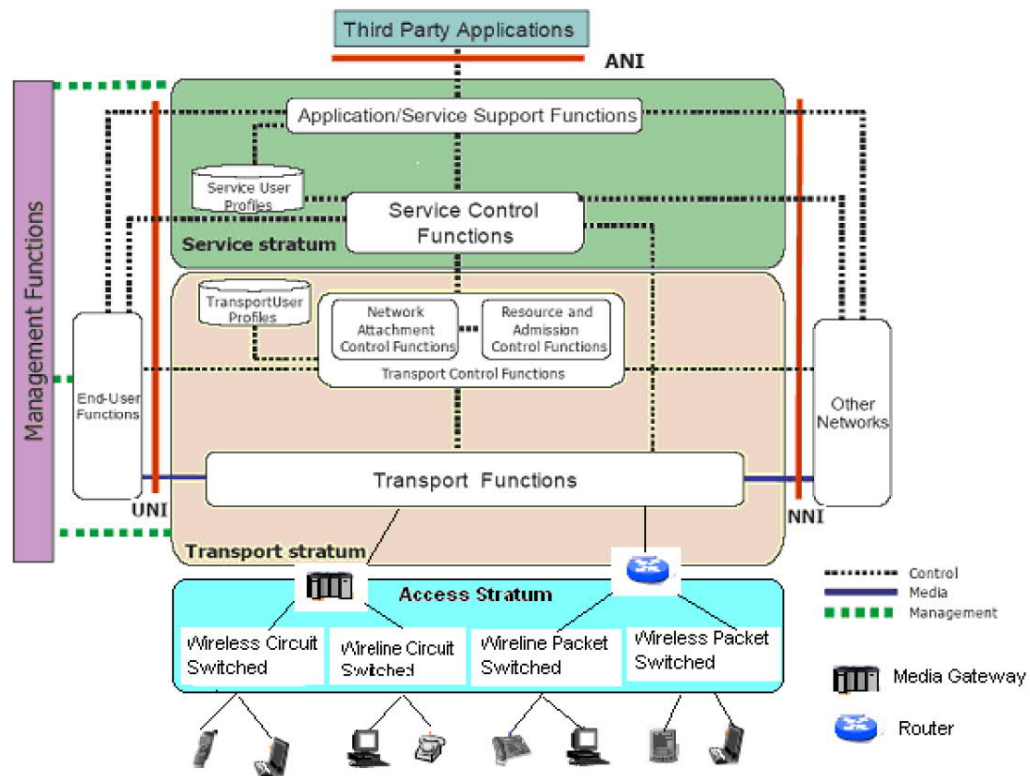 Third Party Applications
ANI
Application/Service Support Functions
Service User
Profiles
Service Control
Functions
Service stratum
Management Functions
TransportUser
Profiles
Network
Attachment
Control Functions
Resource and
Admission
Control Functions
Transport Control Functions
End-User
Functions
Other
Networks
Transport Functions
UNI
NNI
Transport stratum
Access Stratum
Control
Media
Management
Wireless Circuit
Switched
Wireline Circuit
Switched
Wireline Packet
Switched
Wireless Packet
Switched
Media Gateway
Router